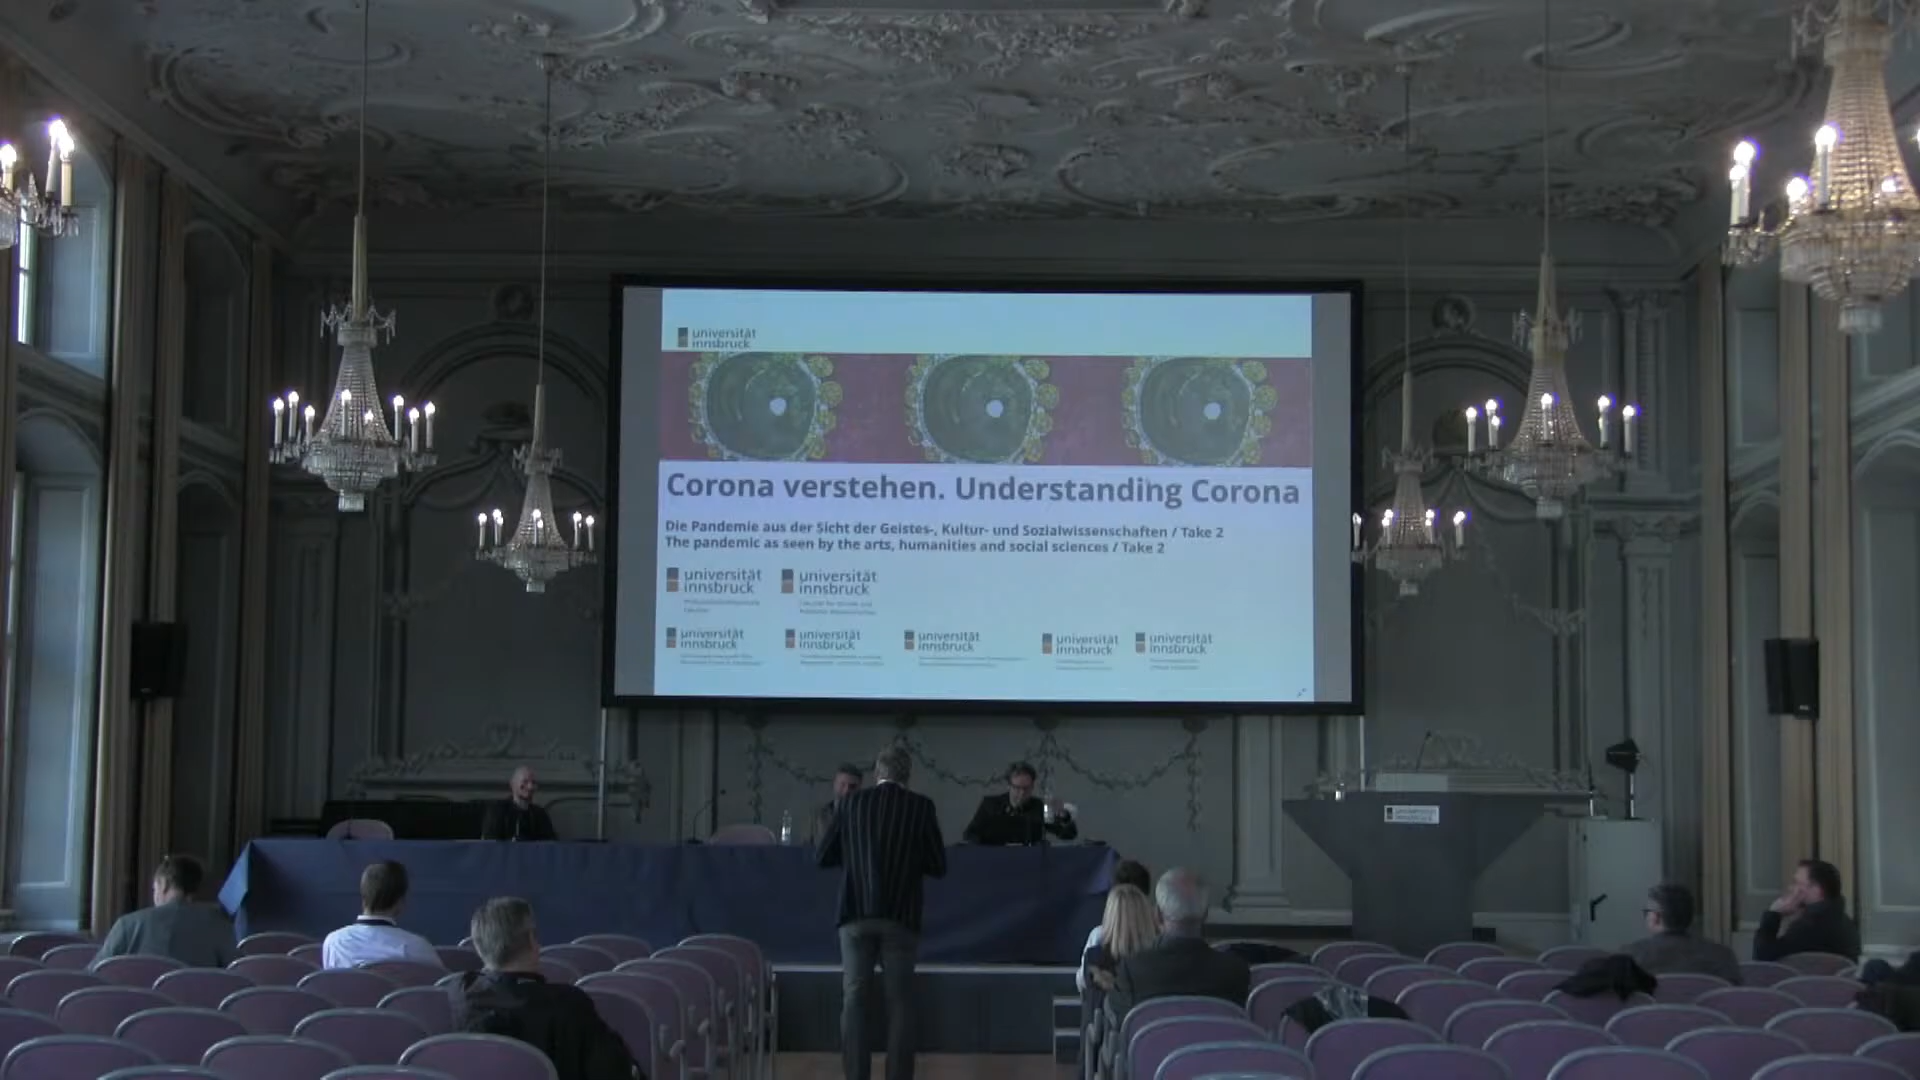 universität
innsbruck
Corona verstehen. Understanding Corona
Die Pandemie aus der Sicht der Geistes-, Kultur- und Sozialwissenschaften / Take 2
The pandemic as seen by the arts, humanities and social sciences / Take 2
universität
innsbruck
universität
innsbruck
universität
innsbruck
universität
innsbruck
universität
innsbruck
universität
innsbruck
universität
innsbruck
universität
innsbruck